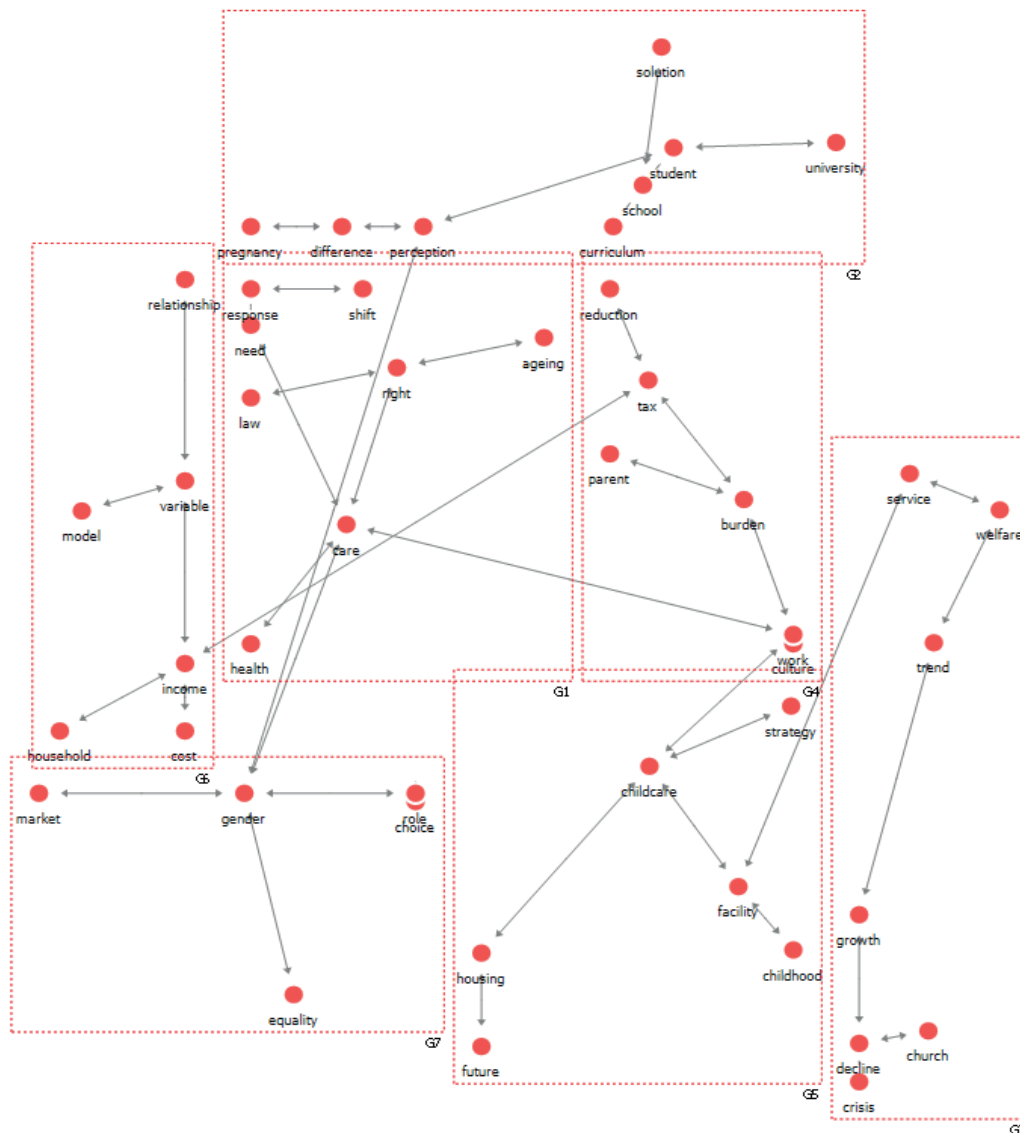 solution
student
university
school
pregnancy
difference
perception
curriculum
G2
relationship
response
shift
reduction
need
ageing
right
law
tax
parent
service
variable
burden
model
welfare
care
health
work
culture
trend
G1
G4
income
strategy
household
cost
G6
childcare
market
gender
role
choice
facility
growth
housing
childhood
equality
G7
church
decline
future
G5
crisis